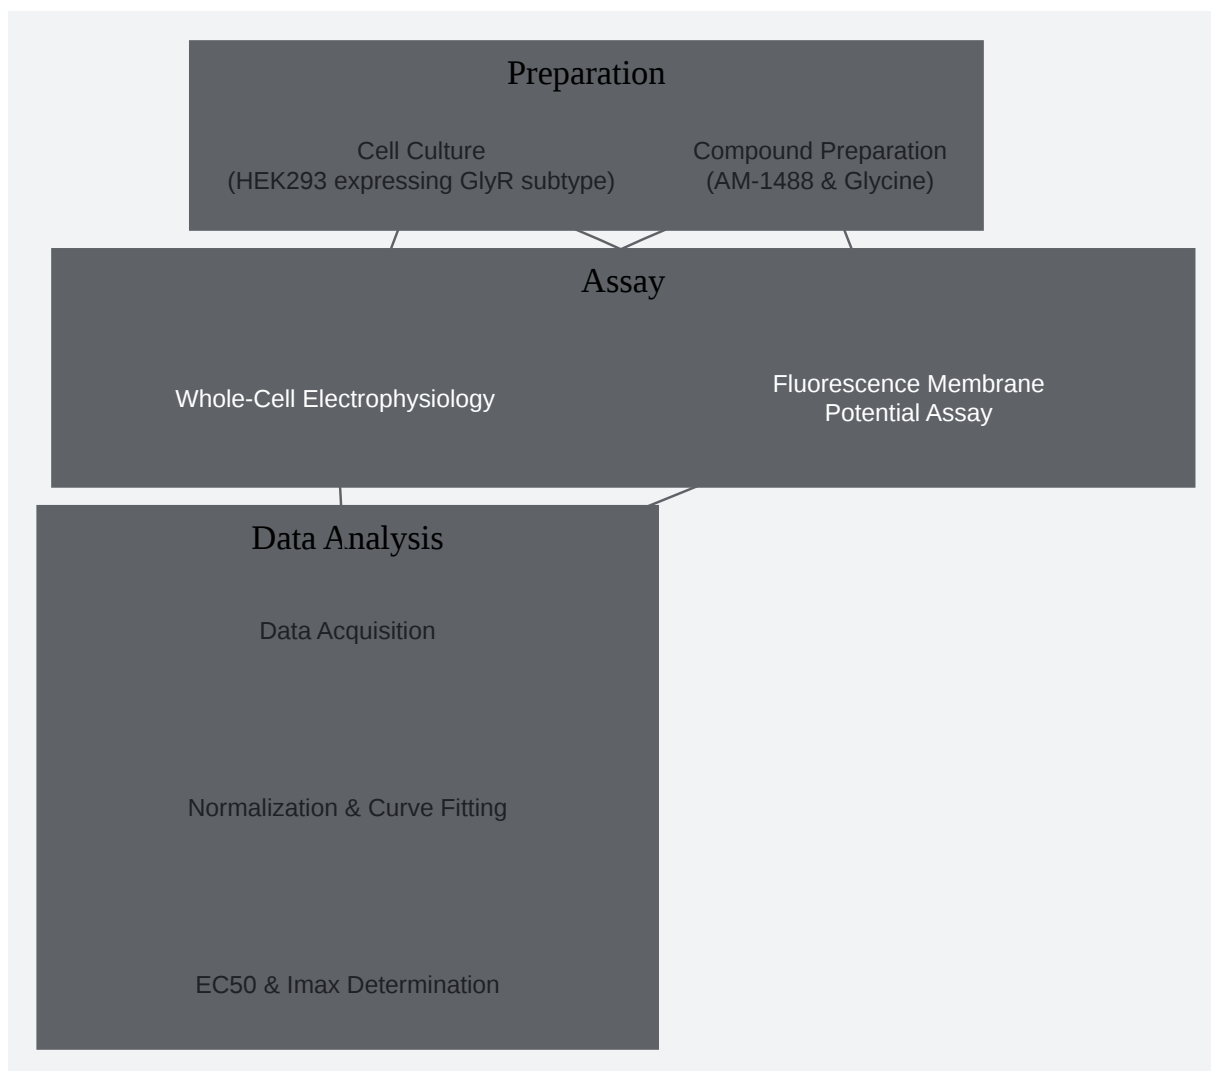 Preparation
Cell Culture
(HEK293 expressing GlyR subtype)
Compound Preparation
(AM-1488 & Glycine)
Assay
Whole-Cell Electrophysiology
Fluorescence Membrane
Potential Assay
Data Analysis
Data Acquisition
Normalization & Curve Fitting
EC50 & Imax Determination